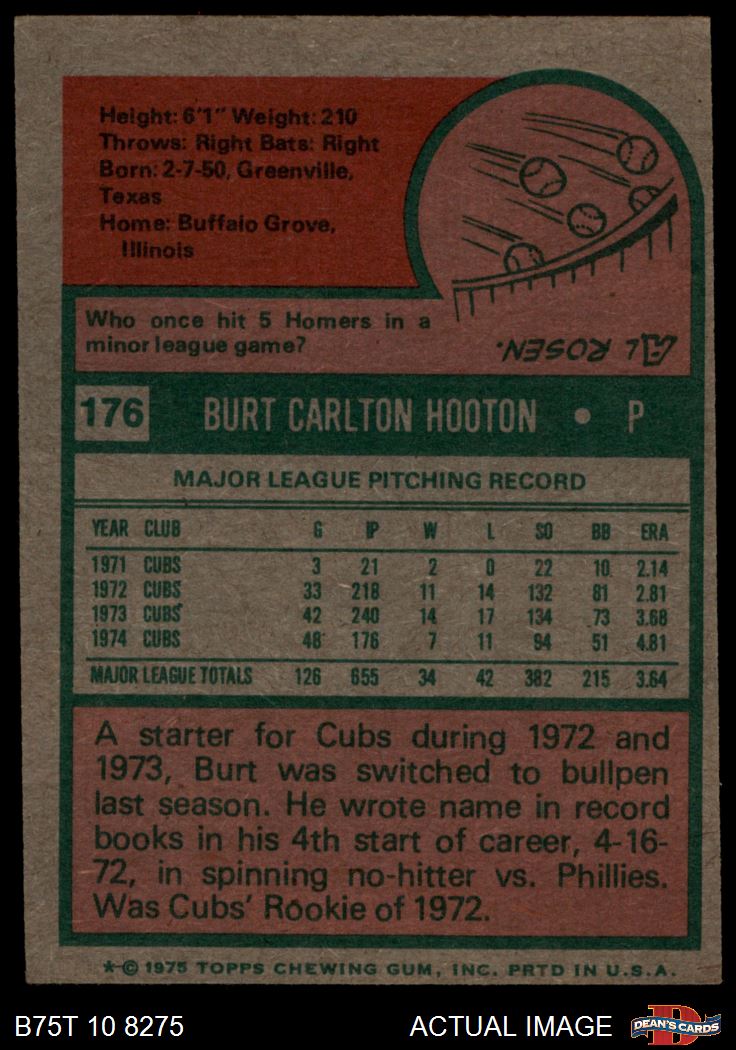 Height: 6'1" Weight: 210
Throws: Right Bats: Right
Born: 2-7-50, Greenville,
Texas
Home: Buffalo Grove,
Illinois
Who once hit 5 Homers in a
minor league game?
AL ROSEN.
176 BURT CARLTON HOOTON • P
MAJOR LEAGUE PITCHING RECORD
YEAR CLUB G IP W L SO BB ERA
1971 CUBS 3 21 2 0 22 10 2.14
1972 CUBS 33 218 11 14 132 81 2.81
1973 CUBS 42 240 14 17 134 73 3.68
1974 CUBS 48 176 7 11 94 51 4.81
MAJOR LEAGUE TOTALS 126 655 34 42 382 215 3.64
A starter for Cubs during 1972 and
1973, Burt was switched to bullpen
last season. He wrote name in record
books in his 4th start of career, 4-16-
72, in spinning no-hitter vs. Phillies.
Was Cubs' Rookie of 1972.
*© 1975 TOPPS CHEWING GUM, INC. PRTD IN U.S.A.
B75T 10 8275 ACTUAL IMAGE DEAN'S CARDS